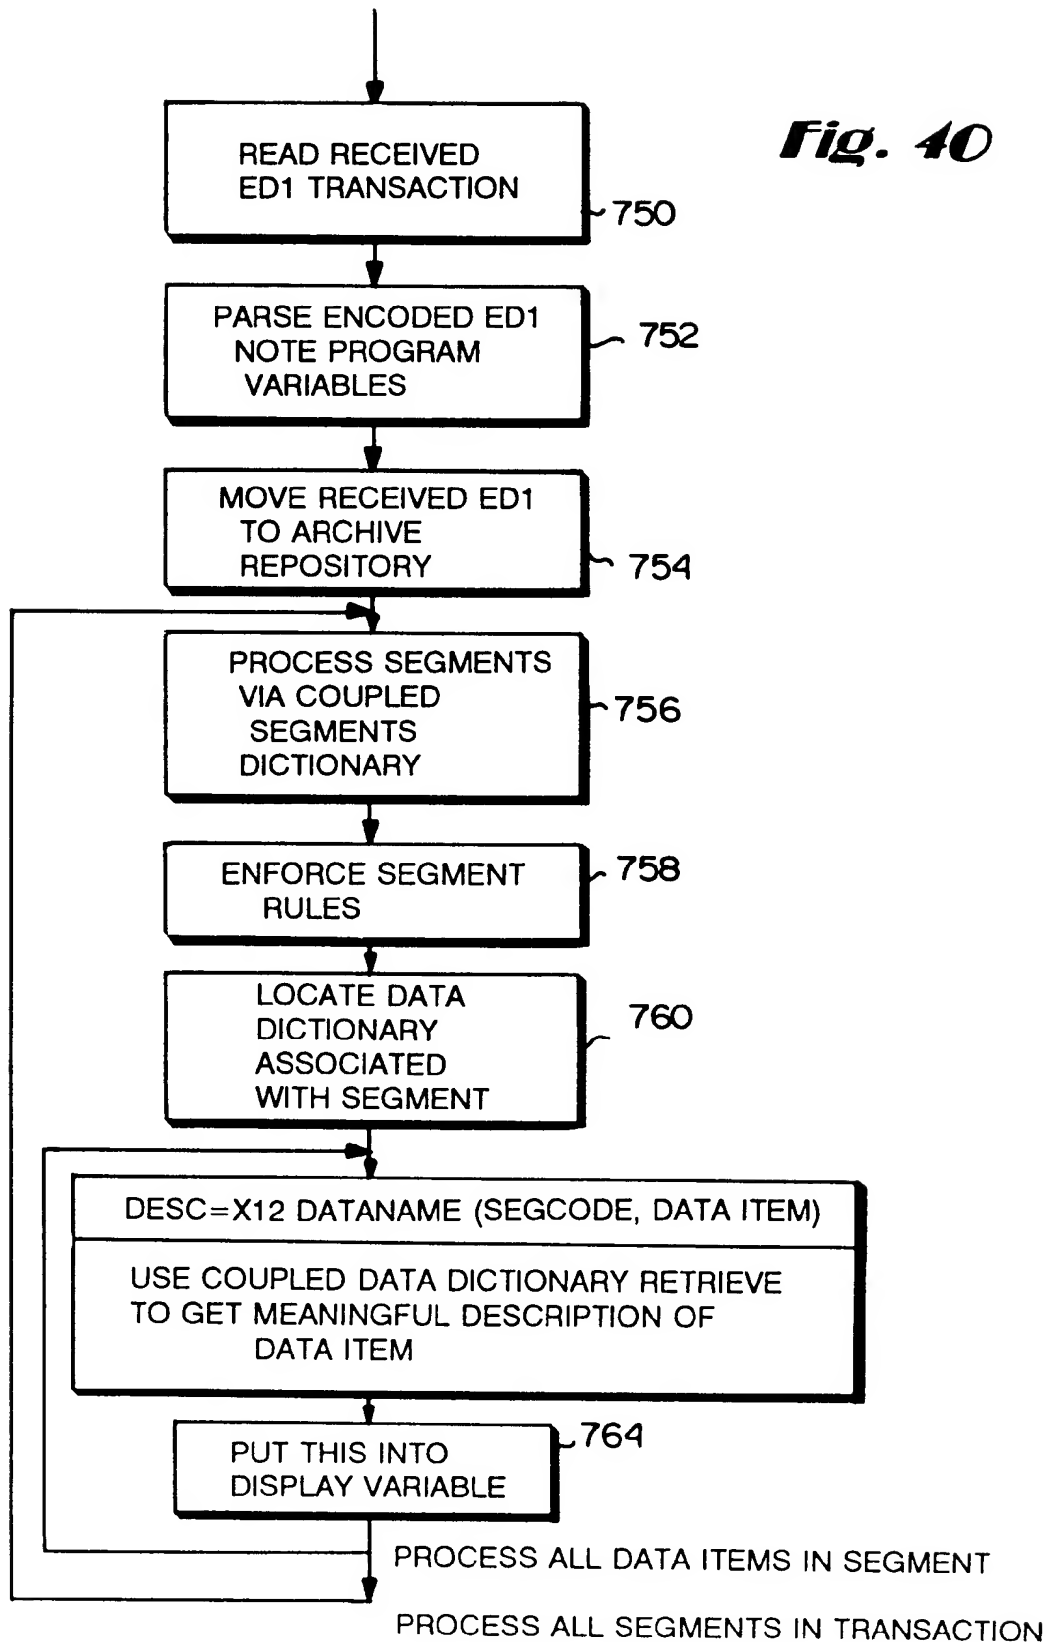 Fig. 40
READ RECEIVED
ED1 TRANSACTION
750
PARSE ENCODED ED1
NOTE PROGRAM
VARIABLES
752
MOVE RECEIVED ED1
TO ARCHIVE
REPOSITORY
754
PROCESS SEGMENTS
VIA COUPLED
SEGMENTS
DICTIONARY
756
ENFORCE SEGMENT
RULES
758
LOCATE DATA
DICTIONARY
ASSOCIATED
WITH SEGMENT
760
DESC=X12 DATANAME (SEGCODE, DATA ITEM)
USE COUPLED DATA DICTIONARY RETRIEVE
TO GET MEANINGFUL DESCRIPTION OF
DATA ITEM
PUT THIS INTO
DISPLAY VARIABLE
764
PROCESS ALL DATA ITEMS IN SEGMENT
PROCESS ALL SEGMENTS IN TRANSACTION